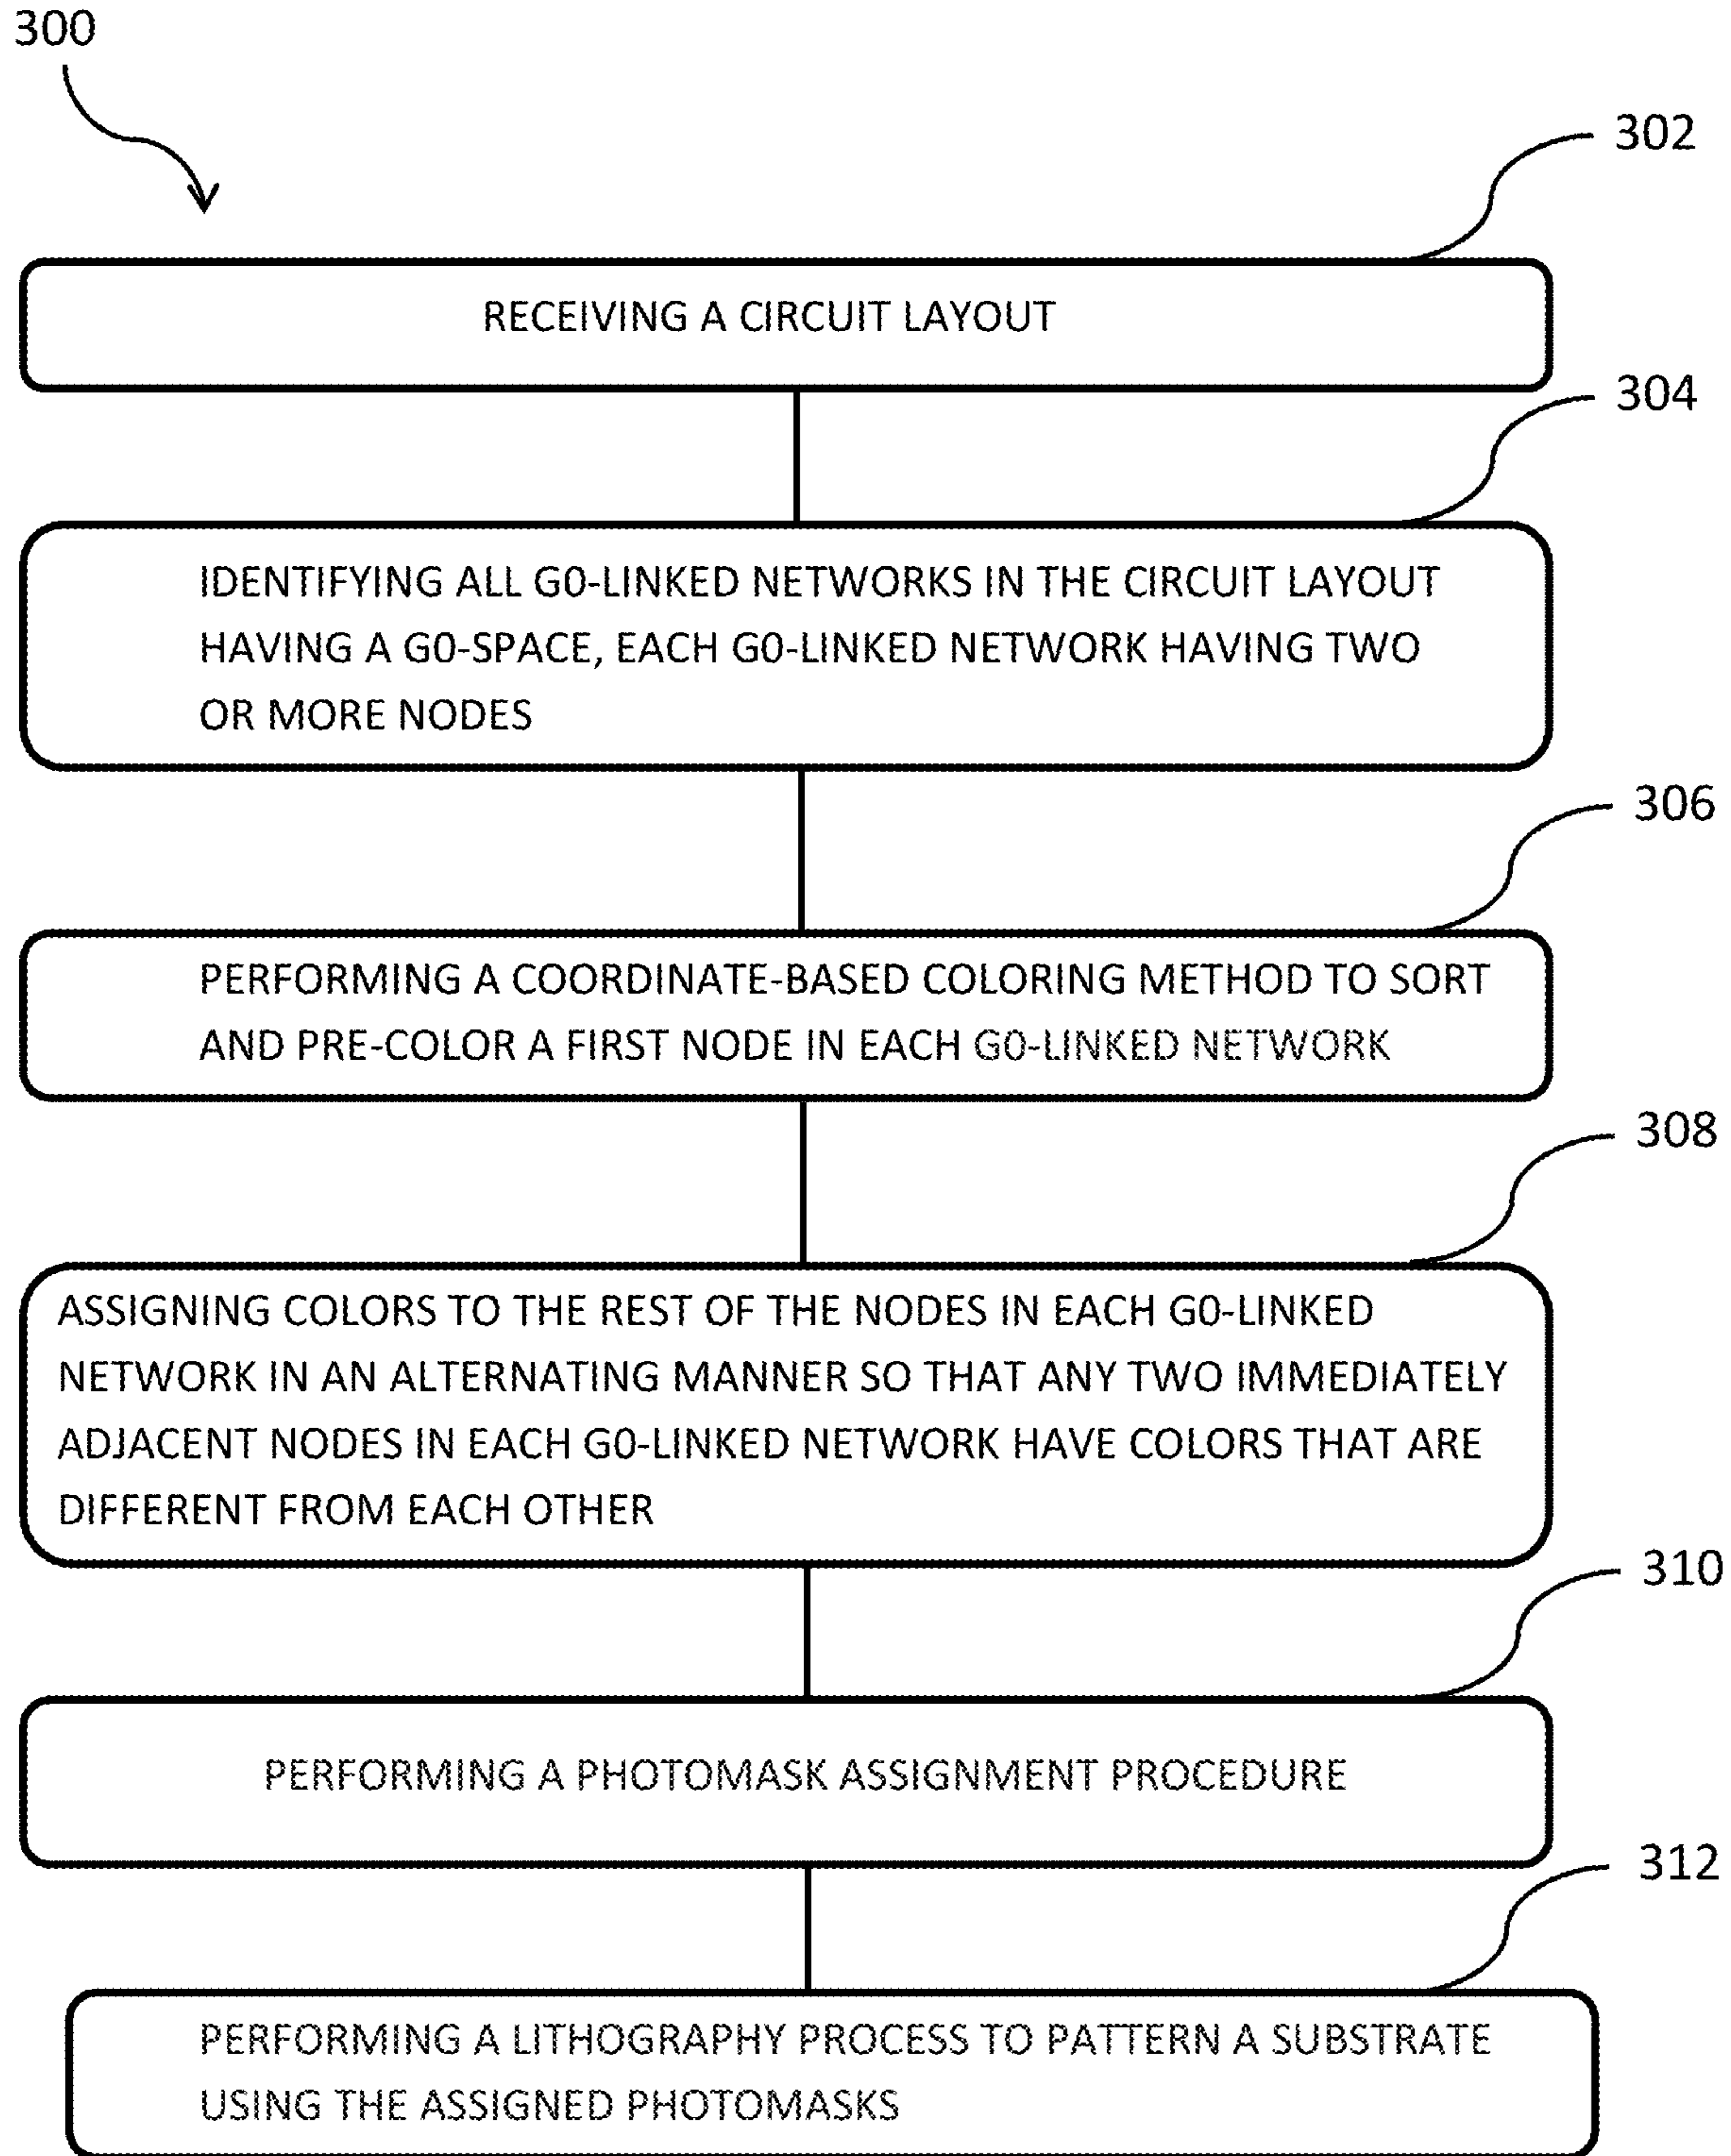 300
302
RECEIVING A CIRCUIT LAYOUT
304
IDENTIFYING ALL G0-LINKED NETWORKS IN THE CIRCUIT LAYOUT
HAVING A G0-SPACE, EACH G0-LINKED NETWORK HAVING TWO
OR MORE NODES
306
PERFORMING A COORDINATE-BASED COLORING METHOD TO SORT
AND PRE-COLOR A FIRST NODE IN EACH G0-LINKED NETWORK
308
ASSIGNING COLORS TO THE REST OF THE NODES IN EACH G0-LINKED
NETWORK IN AN ALTERNATING MANNER SO THAT ANY TWO IMMEDIATELY
ADJACENT NODES IN EACH G0-LINKED NETWORK HAVE COLORS THAT ARE
DIFFERENT FROM EACH OTHER
310
PERFORMING A PHOTOMASK ASSIGNMENT PROCEDURE
312
PERFORMING A LITHOGRAPHY PROCESS TO PATTERN A SUBSTRATE
USING THE ASSIGNED PHOTOMASKS